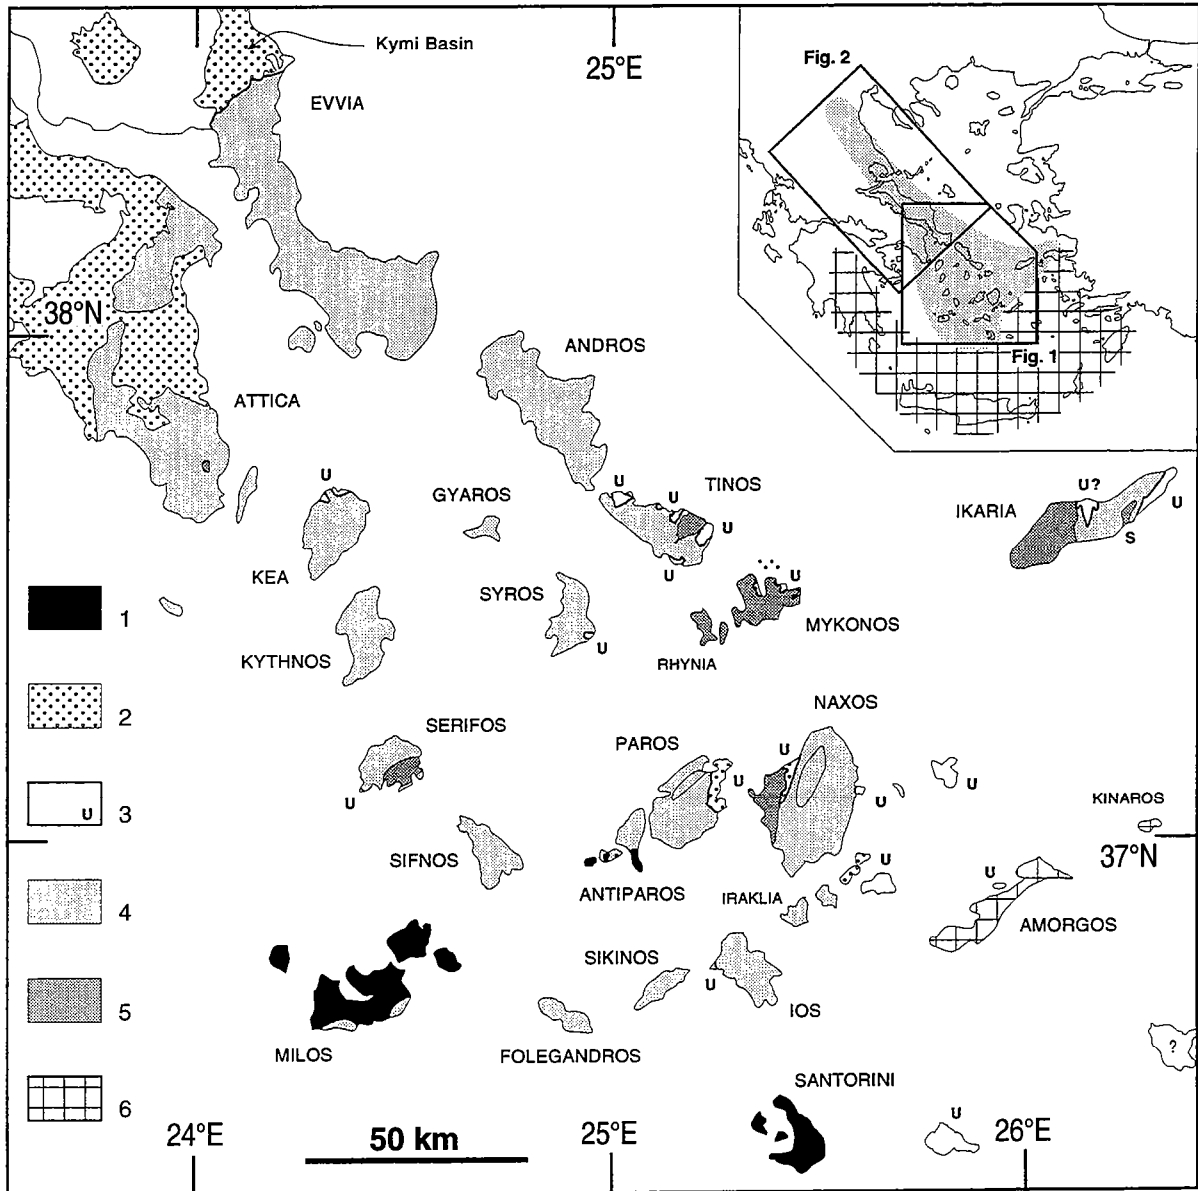 Kymi Basin
25°E
Fig. 2
EVVIA
38°N
Fig. 1
ANDROS
ATTICA
U
GYAROS
U
U
TINOS
U
U
IKARIA
U?
U
S
KEA
1
SYROS
U
U
MYKONOS
KYTHNOS
RHYNIA
2
SERIFOS
NAXOS
PAROS
U
U
U
U
U
3
U
KINAROS
SIFNOS
37°N
U
U
ANTIPAROS
IRAKLIA
4
AMORGOS
SIKINOS
U
IOS
5
MILOS
FOLEGANDROS
?
SANTORINI
6
U
24°E
50 km
25°E
26°E